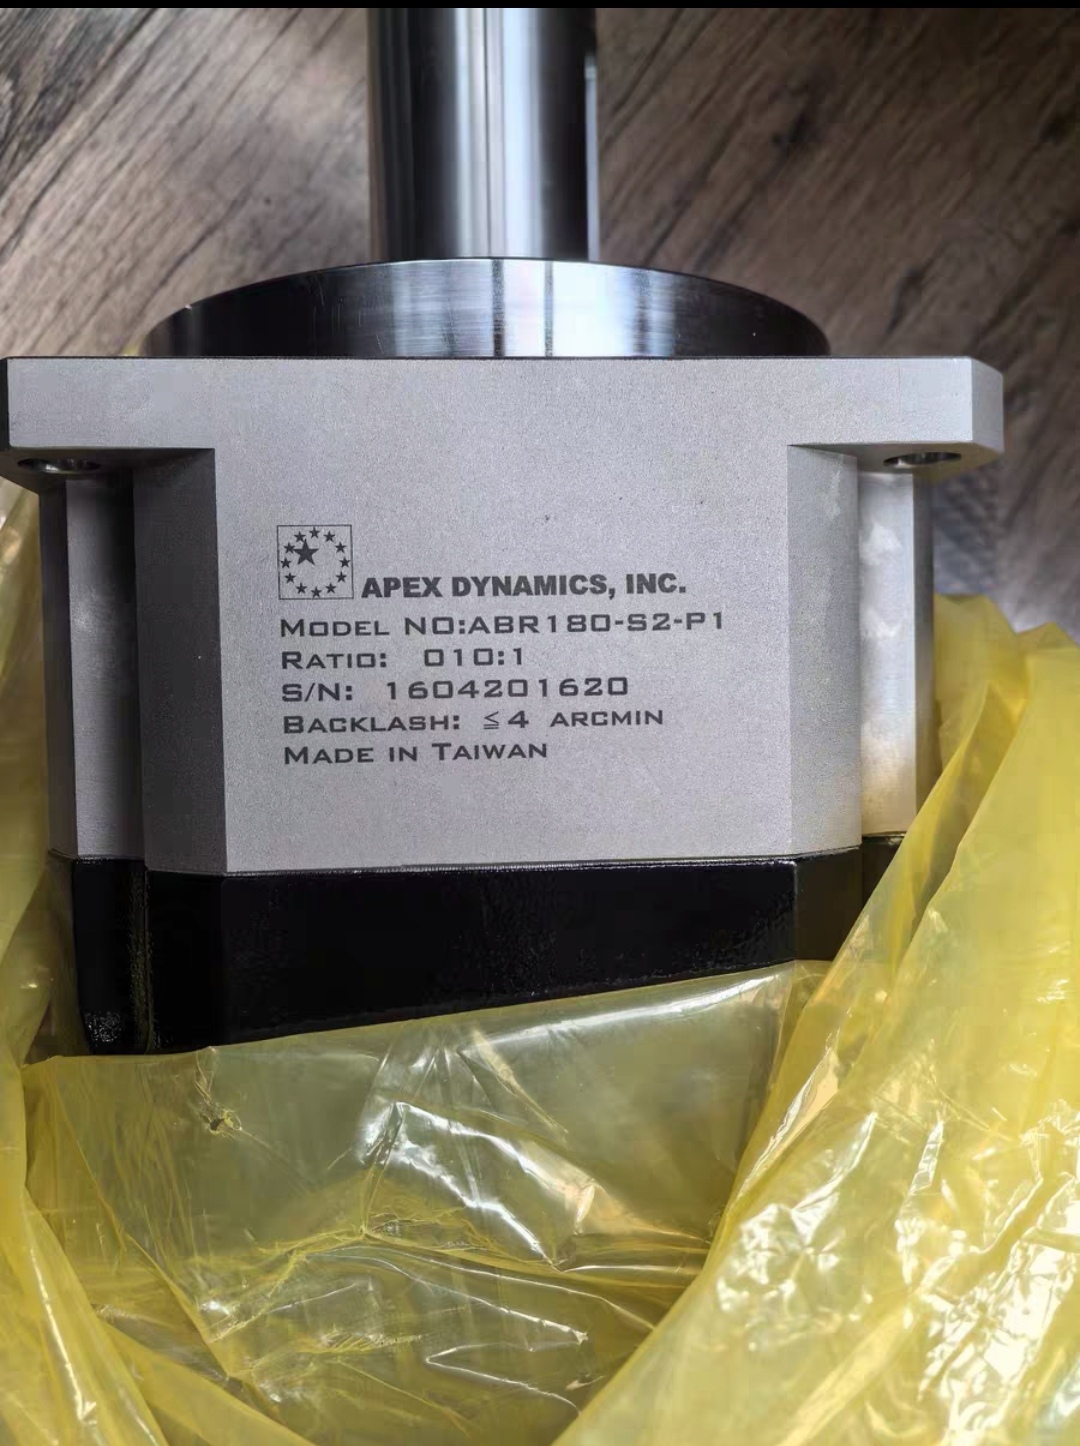 APEX DYNAMICS, INC.
MODEL NO:ABR180-S2-P1
RATIO: 010:1
S/N: 1604201620
BACKLASH: ≦4 ARCMIN
MADE IN TAIWAN